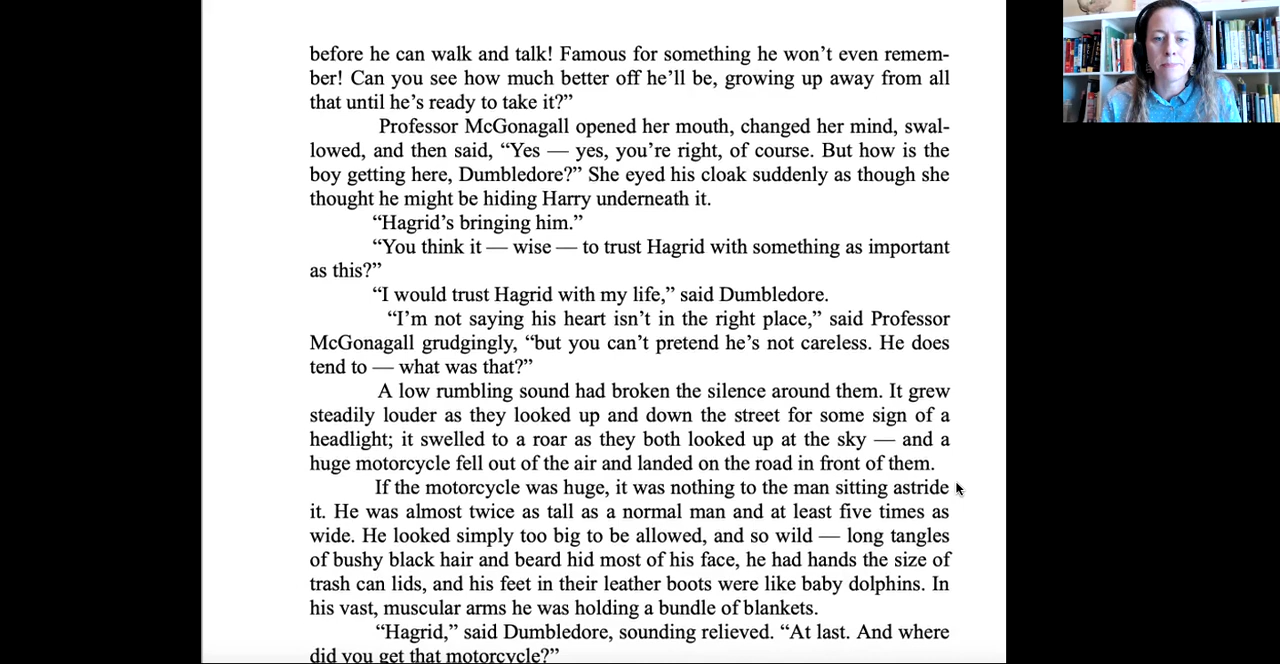 before he can walk and talk! Famous for something he won’t even remem-
ber! Can you see how much better off he’ll be, growing up away from all
that until he’s ready to take it?”
Professor McGonagall opened her mouth, changed her mind, swal-
lowed, and then said, “Yes — yes, you’re right, of course. But how is the
boy getting here, Dumbledore?” She eyed his cloak suddenly as though she
thought he might be hiding Harry underneath it.
“Hagrid’s bringing him.”
“You think it — wise — to trust Hagrid with something as important
as this?”
“I would trust Hagrid with my life,” said Dumbledore.
“I’m not saying his heart isn’t in the right place,” said Professor
McGonagall grudgingly, “but you can’t pretend he’s not careless. He does
tend to — what was that?”
A low rumbling sound had broken the silence around them. It grew
steadily louder as they looked up and down the street for some sign of a
headlight; it swelled to a roar as they both looked up at the sky — and a
huge motorcycle fell out of the air and landed on the road in front of them.
If the motorcycle was huge, it was nothing to the man sitting astride
it. He was almost twice as tall as a normal man and at least five times as
wide. He looked simply too big to be allowed, and so wild — long tangles
of bushy black hair and beard hid most of his face, he had hands the size of
trash can lids, and his feet in their leather boots were like baby dolphins. In
his vast, muscular arms he was holding a bundle of blankets.
“Hagrid,” said Dumbledore, sounding relieved. “At last. And where
did you get that motorcycle?”